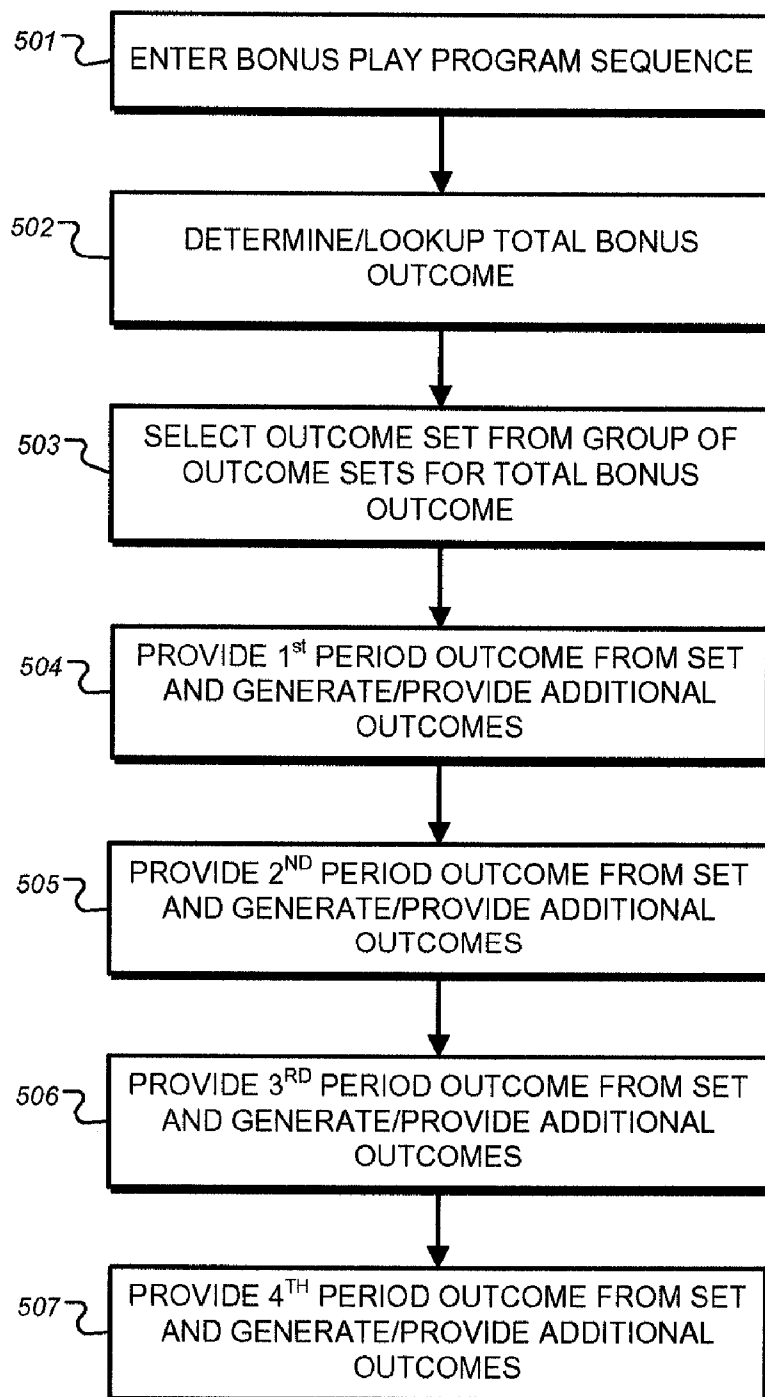 501
ENTER BONUS PLAY PROGRAM SEQUENCE
502
DETERMINE/LOOKUP TOTAL BONUS
OUTCOME
503
SELECT OUTCOME SET FROM GROUP OF
OUTCOME SETS FOR TOTAL BONUS
OUTCOME
504
PROVIDE 1st PERIOD OUTCOME FROM SET
AND GENERATE/PROVIDE ADDITIONAL
OUTCOMES
505
PROVIDE 2ND PERIOD OUTCOME FROM SET
AND GENERATE/PROVIDE ADDITIONAL
OUTCOMES
506
PROVIDE 3RD PERIOD OUTCOME FROM SET
AND GENERATE/PROVIDE ADDITIONAL
OUTCOMES
507
PROVIDE 4TH PERIOD OUTCOME FROM SET
AND GENERATE/PROVIDE ADDITIONAL
OUTCOMES